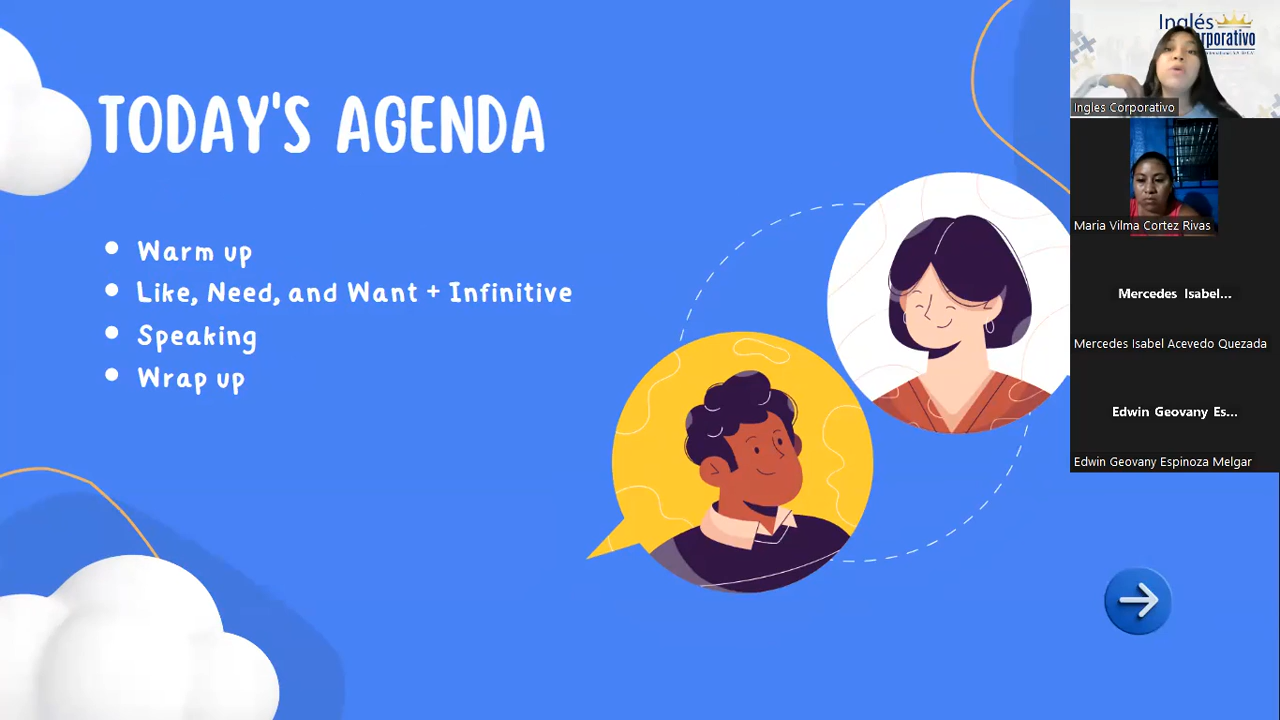 TODAY'S AGENDA
Warm up
Like, Need, and Want + Infinitive
Speaking
Wrap up
Inglés
Ingles Corporativo
Maria Vilma Cortez Rivas
Mercedes Isabel...
Mercedes Isabel Acevedo Quezada
Edwin Geovany Es...
Edwin Geovany Espinoza Melgar